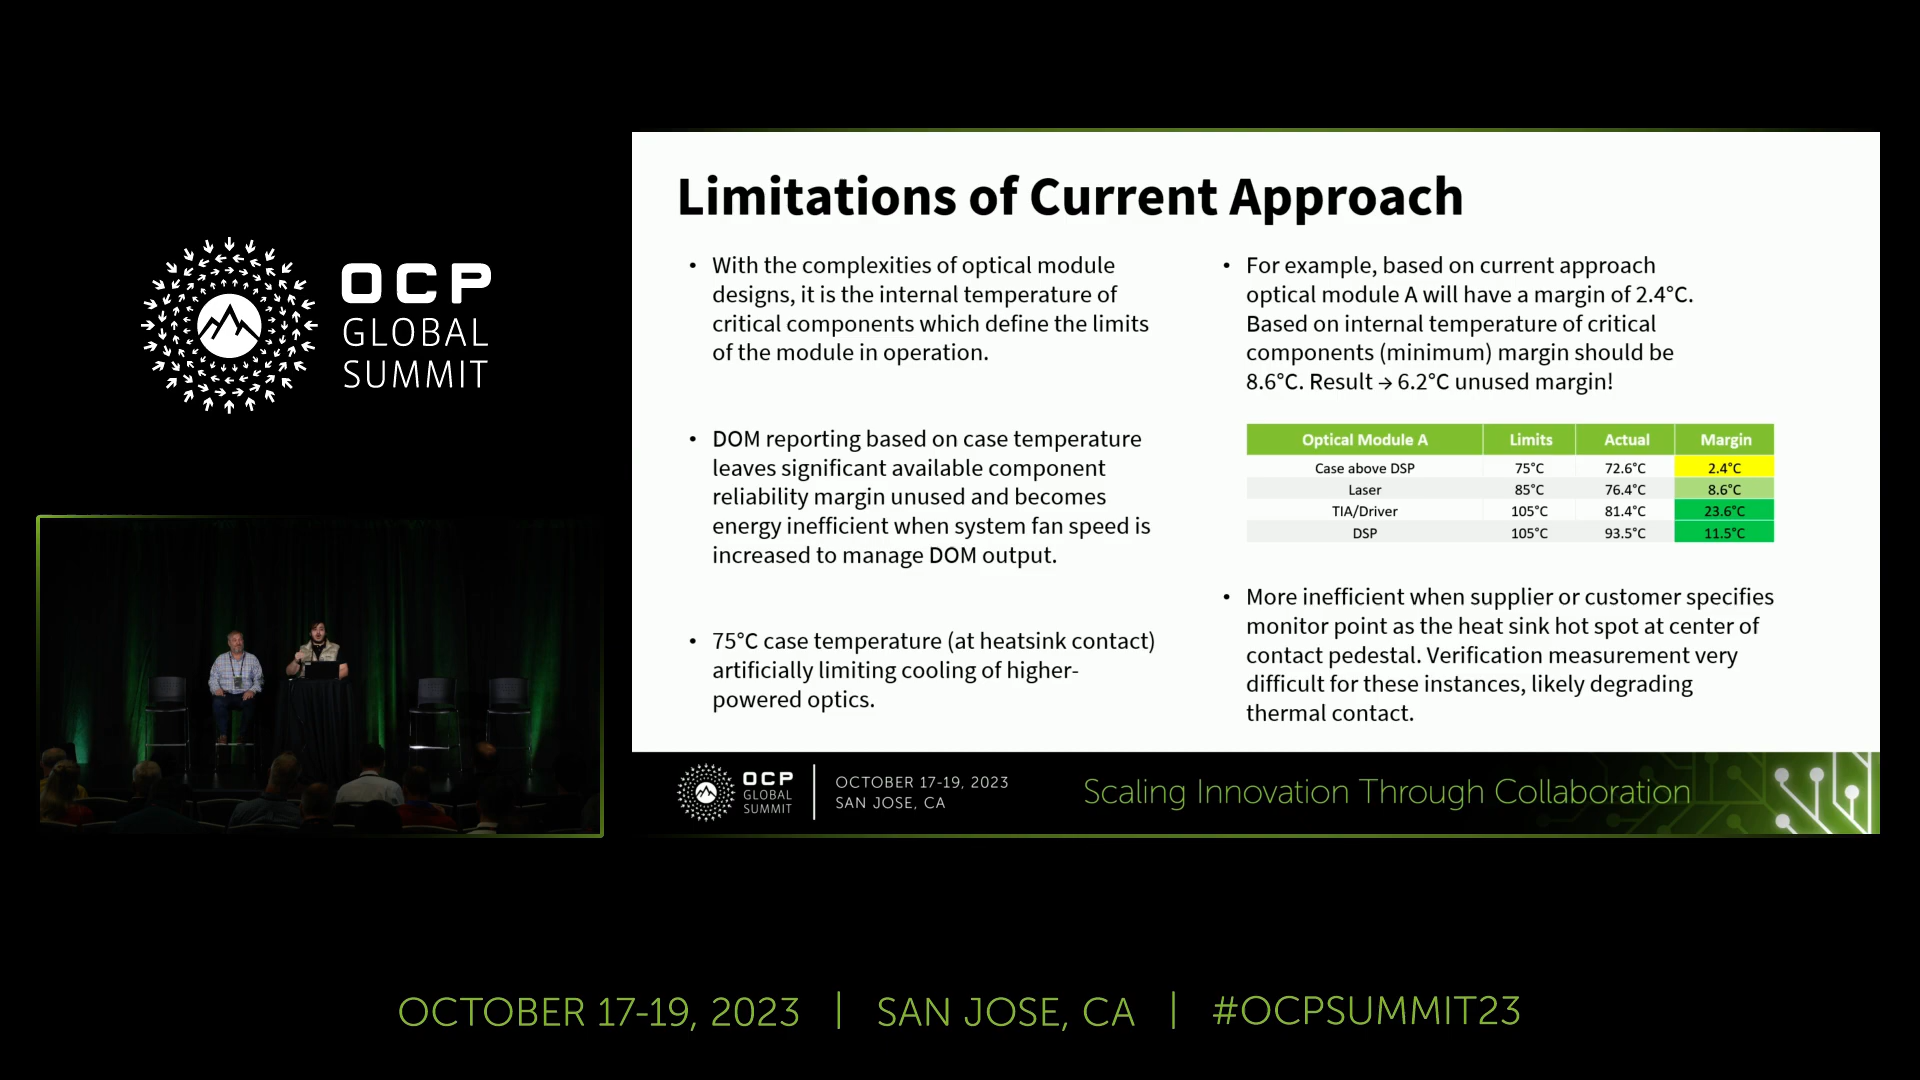 OCP
GLOBAL
SUMMIT
Limitations of Current Approach
• With the complexities of optical module
designs, it is the internal temperature of
critical components which define the limits
of the module in operation.
• DOM reporting based on case temperature
leaves significant available component
reliability margin unused and becomes
energy inefficient when system fan speed is
increased to manage DOM output.
• 75°C case temperature (at heatsink contact)
artificially limiting cooling of higher-
powered optics.
• For example, based on current approach
optical module A will have a margin of 2.4°C.
Based on internal temperature of critical
components (minimum) margin should be
8.6°C. Result → 6.2°C unused margin!
Optical Module A Limits Actual Margin
Case above DSP 75°C 72.6°C 2.4°C
Laser 85°C 76.4°C 8.6°C
TIA/Driver 105°C 81.4°C 23.6°C
DSP 105°C 93.5°C 11.5°C
• More inefficient when supplier or customer specifies
monitor point as the heat sink hot spot at center of
contact pedestal. Verification measurement very
difficult for these instances, likely degrading
thermal contact.
OCP
GLOBAL
SUMMIT
OCTOBER 17-19, 2023
SAN JOSE, CA
Scaling Innovation Through Collaboration
OCTOBER 17-19, 2023 | SAN JOSE, CA | #OCPSUMMIT23